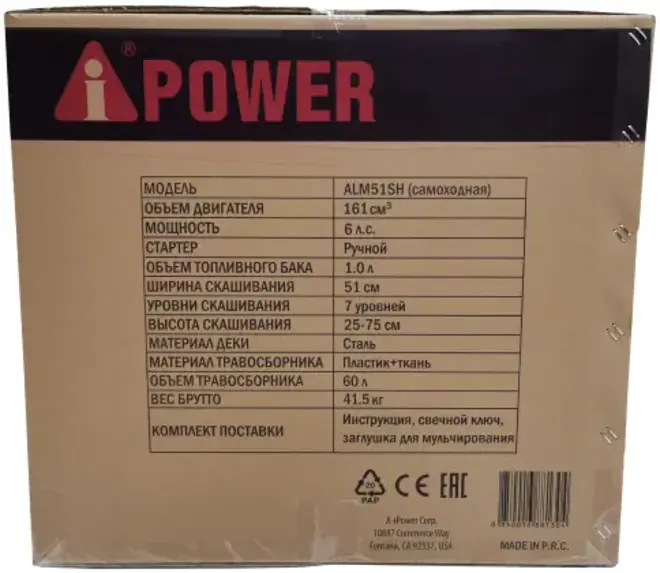 A iPOWER®
МОДЕЛЬ ALM51SH (самоходная)
ОБЪЕМ ДВИГАТЕЛЯ 161 см³
МОЩНОСТЬ 6 л.с.
СТАРТЕР Ручной
ОБЪЕМ ТОПЛИВНОГО БАКА 1.0 л
ШИРИНА СКАШИВАНИЯ 51 см
УРОВНИ СКАШИВАНИЯ 7 уровней
ВЫСОТА СКАШИВАНИЯ 25-75 см
МАТЕРИАЛ ДЕКИ Сталь
МАТЕРИАЛ ТРАВОСБОРНИКА Пластик+ткань
ОБЪЕМ ТРАВОСБОРНИКА 60 л
ВЕС БРУТТО 41.5 кг
КОМПЛЕКТ ПОСТАВКИ Инструкция, свечной ключ,
заглушка для мульчирования
20
PAP
CE EAC
A-iPower Corp.
10887 Commerce Way
Fontana, CA 92337, USA
MADE IN P.R.C.